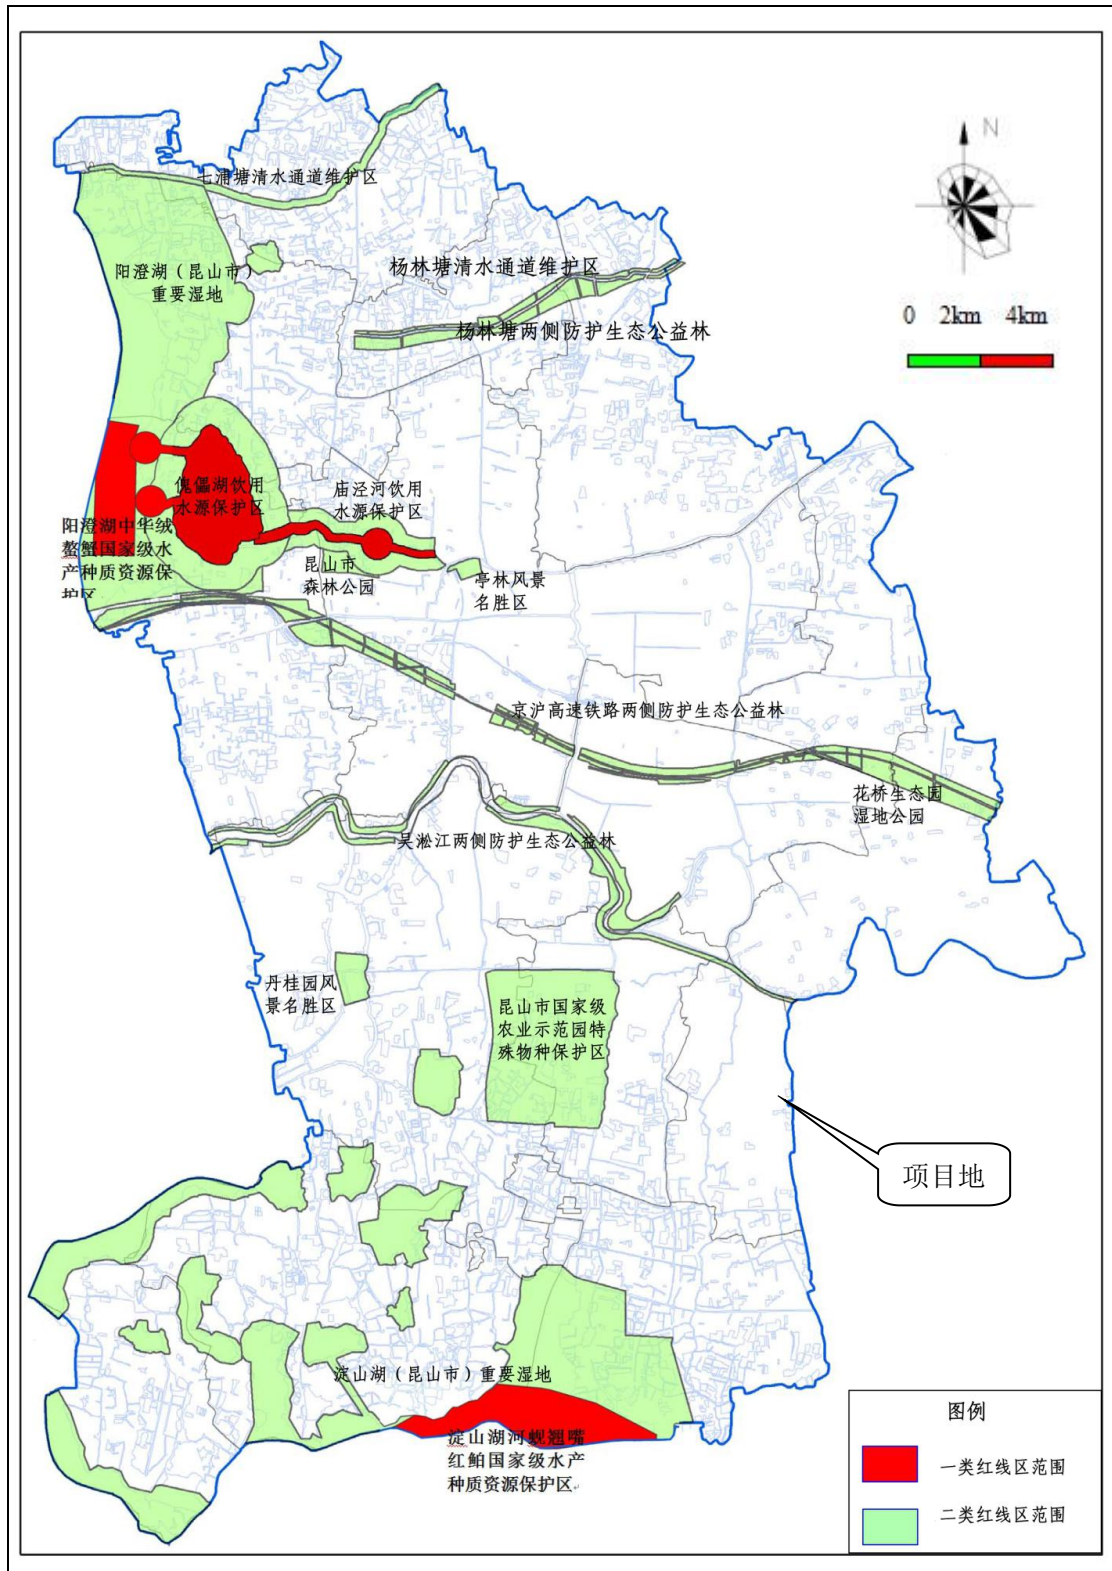 七浦塘清水通道维护区
N
阳澄湖（昆山市）
重要湿地
杨林塘清水通道维护区
0 2km 4km
杨林塘两侧防护生态公益林
傀儡湖饮用
水源保护区
庙泾河饮用
水源保护区
阳澄湖中华绒
螯蟹国家级水
产种质资源保
护区
昆山市
森林公园
亭林风景
名胜区
京沪高速铁路两侧防护生态公益林
花桥生态园
湿地公园
吴淞江两侧防护生态公益林
丹桂园风
景名胜区
昆山市国家级
农业示范园特
殊物种保护区
项目地
淀山湖（昆山市）重要湿地
淀山湖河蚬翘嘴
红鲌国家级水产
种质资源保护区
图例
一类红线区范围
二类红线区范围